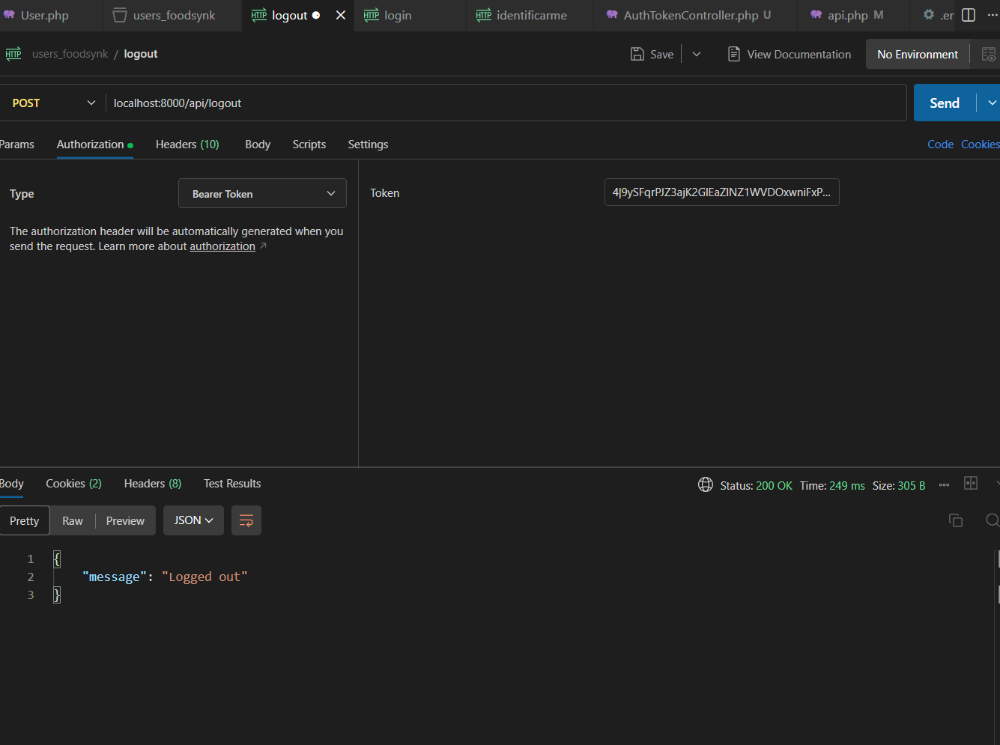 User.php
users_foodsynk
HTTP logout
HTTP login
HTTP identificarme
AuthTokenController.php U
api.php M
.en
HTTP users_foodsynk / logout
Save
View Documentation
No Environment
POST
localhost:8000/api/logout
Send
Params
Authorization
Headers (10)
Body
Scripts
Settings
Code
Cookies
Type
Bearer Token
Token
The authorization header will be automatically generated when you
send the request. Learn more about authorization ↗
Body
Cookies (2)
Headers (8)
Test Results
Status: 200 OK Time: 249 ms Size: 305 B
Pretty
Raw
Preview
JSON
1 {
2 "message": "Logged out"
3 }